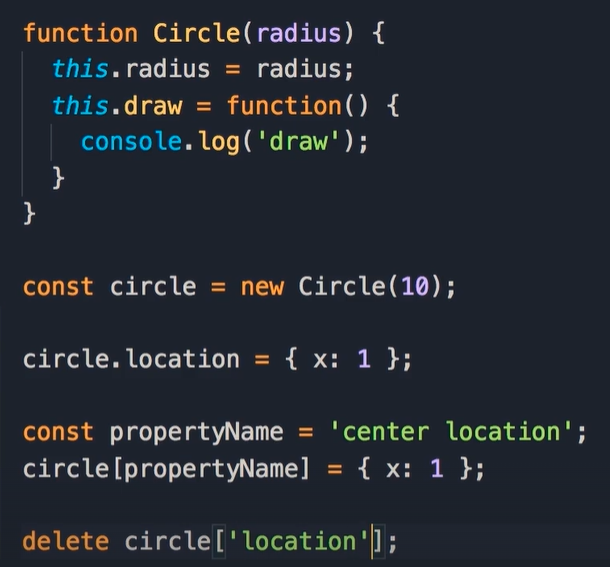 function Circle(radius) {
  this.radius = radius;
  this.draw = function() {
    console.log('draw');
  }
}

const circle = new Circle(10);

circle.location = { x: 1 };

const propertyName = 'center location';
circle[propertyName] = { x: 1 };

delete circle['location'];